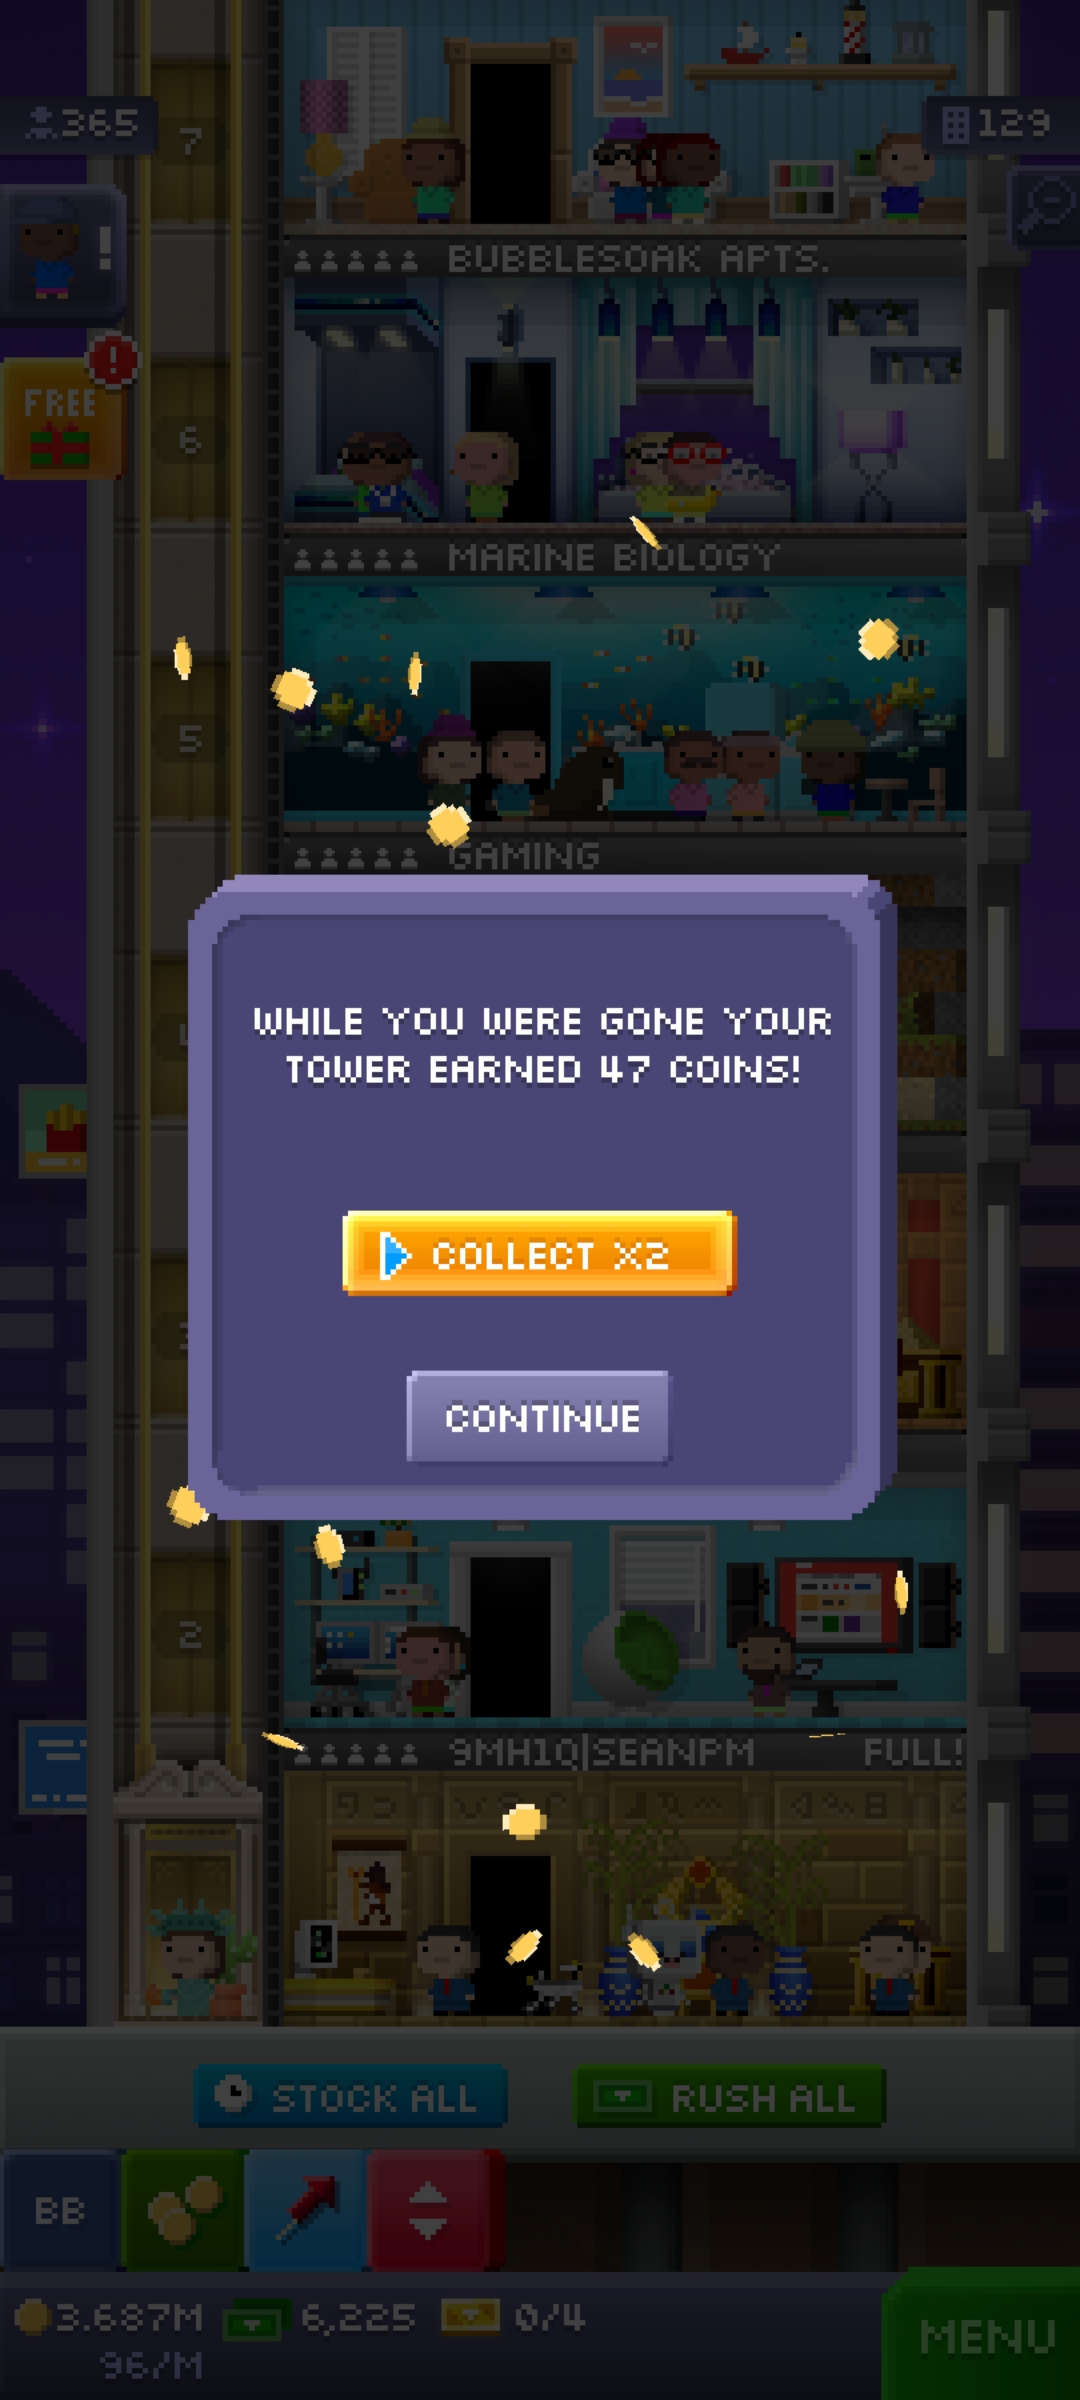 365
7
129
!
BUBBLESOAK APTS.
!
FREE
6
MARINE BIOLOGY
5
GAMING
WHILE YOU WERE GONE YOUR
TOWER EARNED 47 COINS!
COLLECT X2
CONTINUE
2
9MH1Q|SEANPM
FULL!
STOCK ALL
RUSH ALL
BB
3.687M
6,225
0/4
96/M
MENU